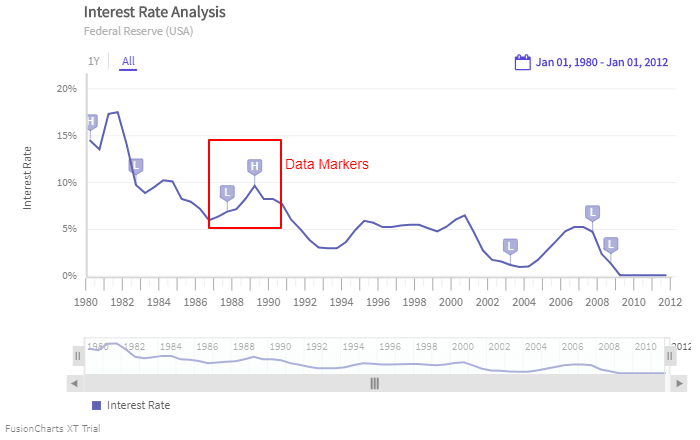 Interest Rate Analysis
Federal Reserve (USA)
1Y All Jan 01, 1980 - Jan 01, 2012
20%
H
15%
L H Data Markers
Interest Rate
10%
L
L
5%
L L
0%
1980 1982 1984 1986 1988 1990 1992 1994 1996 1998 2000 2002 2004 2006 2008 2010 2012
1980 1982 1984 1986 1988 1990 1992 1994 1996 1998 2000 2002 2004 2006 2008 2010 2012
Interest Rate
FusionCharts XT Trial